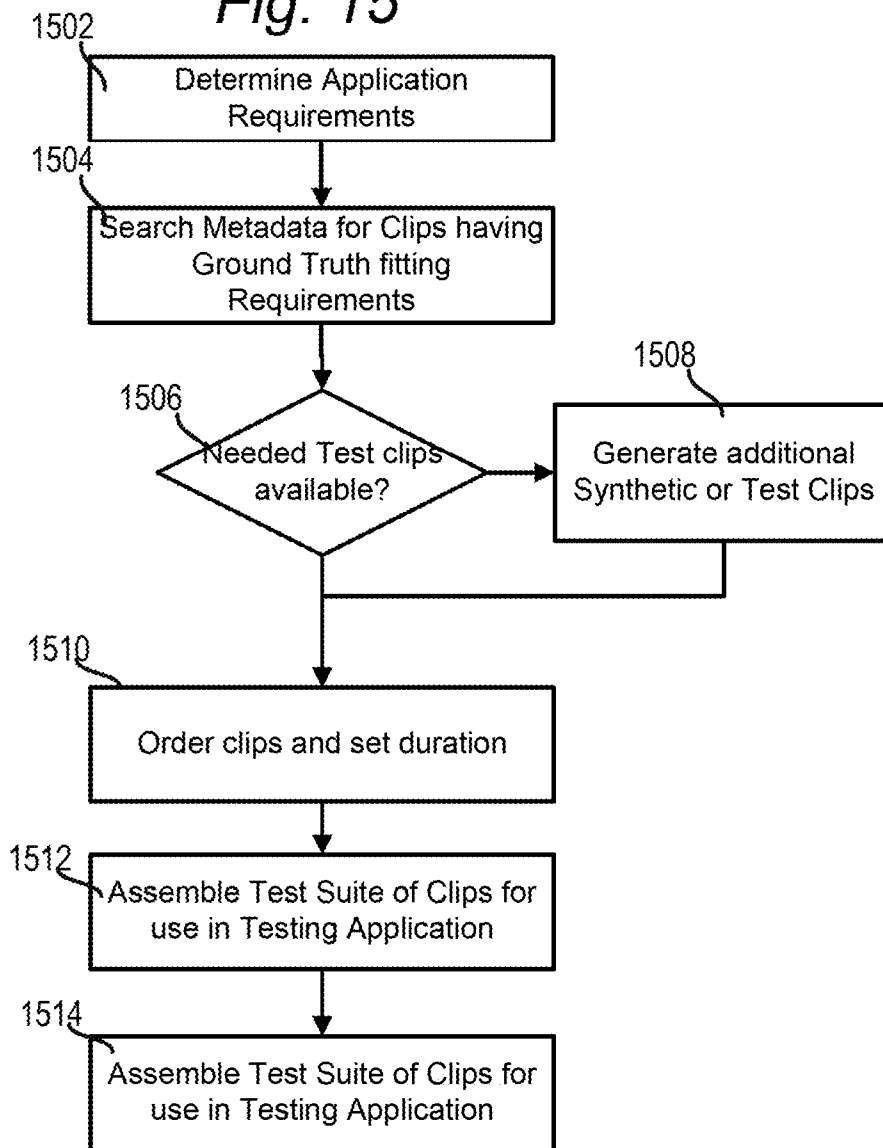 Fig. 15
1502
Determine Application
Requirements
1504
Search Metadata for Clips having
Ground Truth fitting
Requirements
1506
Needed Test clips
available?
1508
Generate additional
Synthetic or Test Clips
1510
Order clips and set duration
1512
Assemble Test Suite of Clips for
use in Testing Application
1514
Assemble Test Suite of Clips for
use in Testing Application